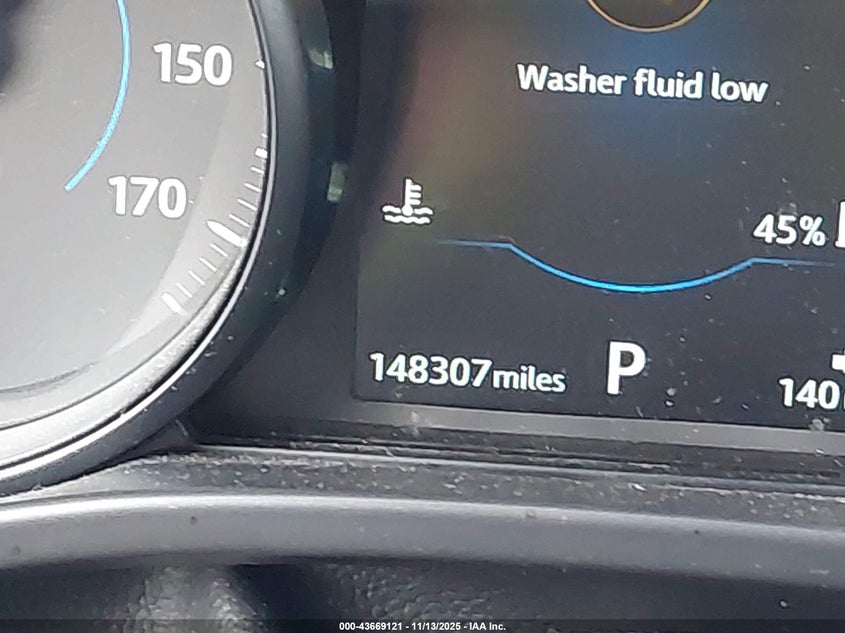 150
170
Washer fluid low
45%
148307miles
P
140
000-43669121 - 11/13/2025 - IAA Inc.